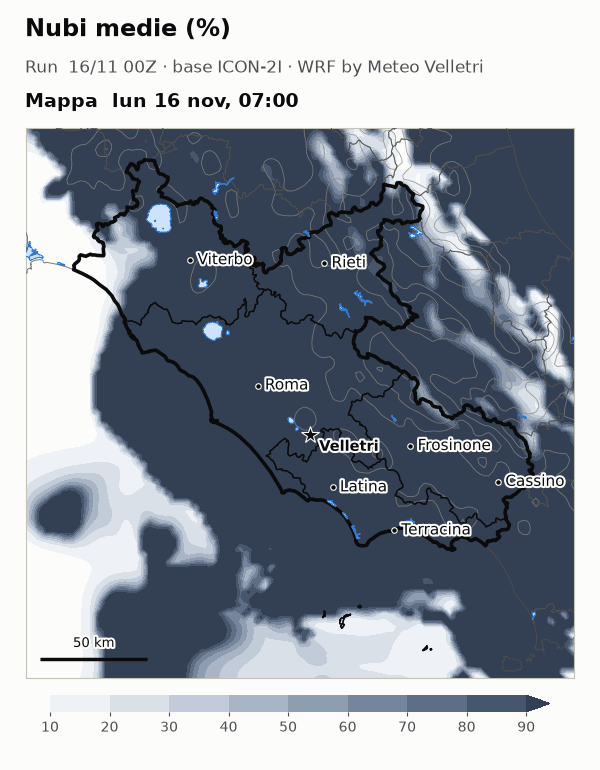 Nubi medie (%)
Run 16/11 00Z · base ICON-2I · WRF by Meteo Velletri
Mappa lun 16 nov, 07:00
Viterbo
Rieti
Roma
Velletri
Frosinone
Latina
Cassino
Terracina
50 km
10 20 30 40 50 60 70 80 90